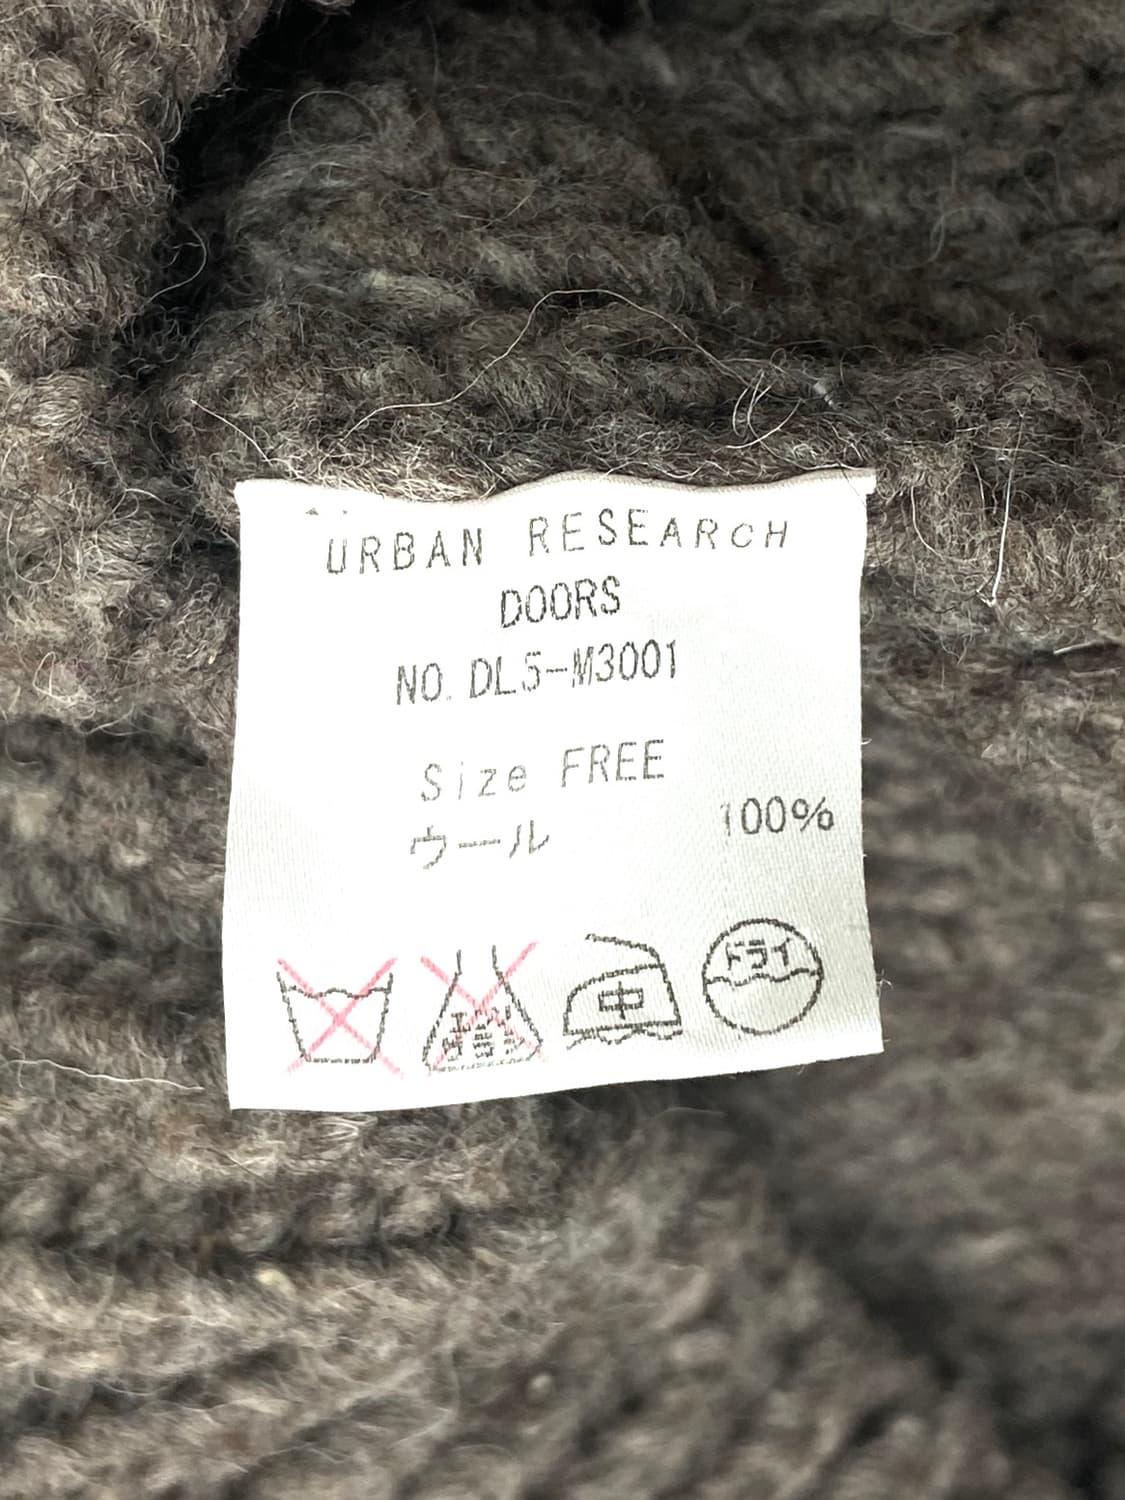 URBAN RESEARCH
DOORS
NO. DL5-M3001
Size FREE
ウール 100%
中 ドライ